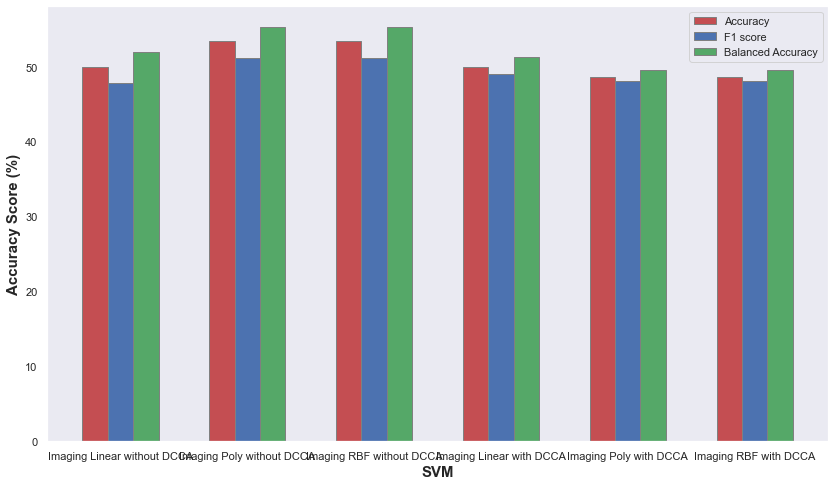 Accuracy
F1 score
Balanced Accuracy
Accuracy Score (%)
50
40
30
20
10
0
Imaging Linear without DCCA
Imaging Poly without DCCA
Imaging RBF without DCCA
Imaging Linear with DCCA
Imaging Poly with DCCA
Imaging RBF with DCCA
SVM